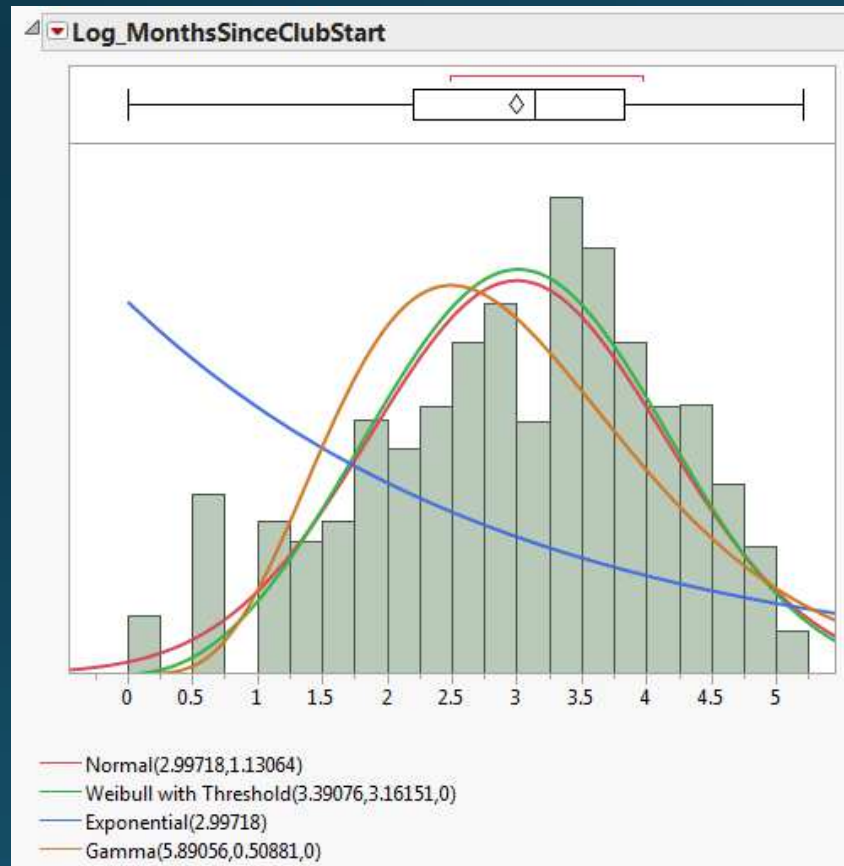 Log_MonthsSinceClubStart
0 0.5 1 1.5 2 2.5 3 3.5 4 4.5 5
Normal(2.99718,1.13064)
Weibull with Threshold(3.39076,3.16151,0)
Exponential(2.99718)
Gamma(5.89056,0.50881,0)